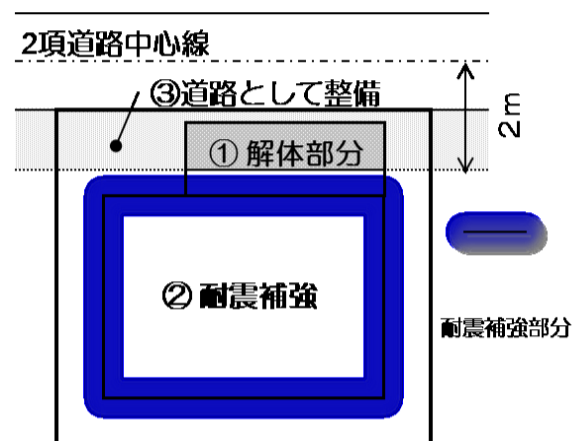 2項道路中心線
③道路として整備
2m
①解体部分
②耐震補強
耐震補強部分